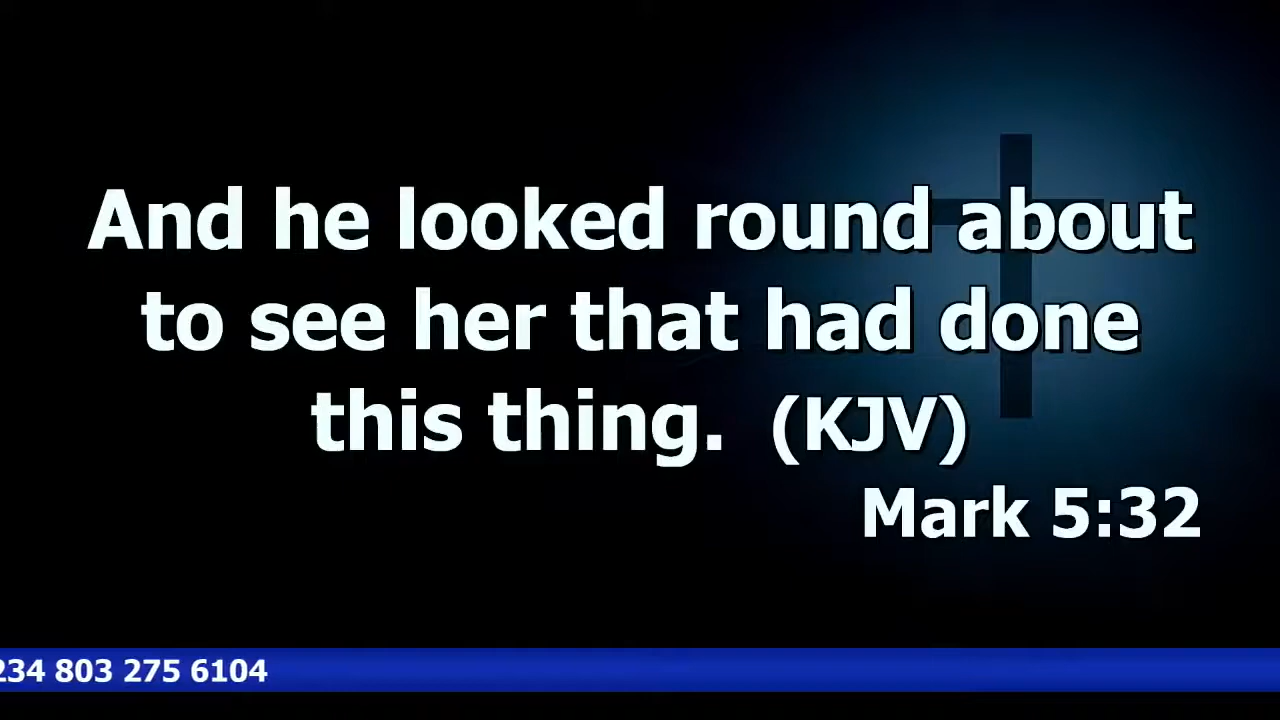 And he looked round about
to see her that had done
this thing. (KJV)
Mark 5:32
234 803 275 6104